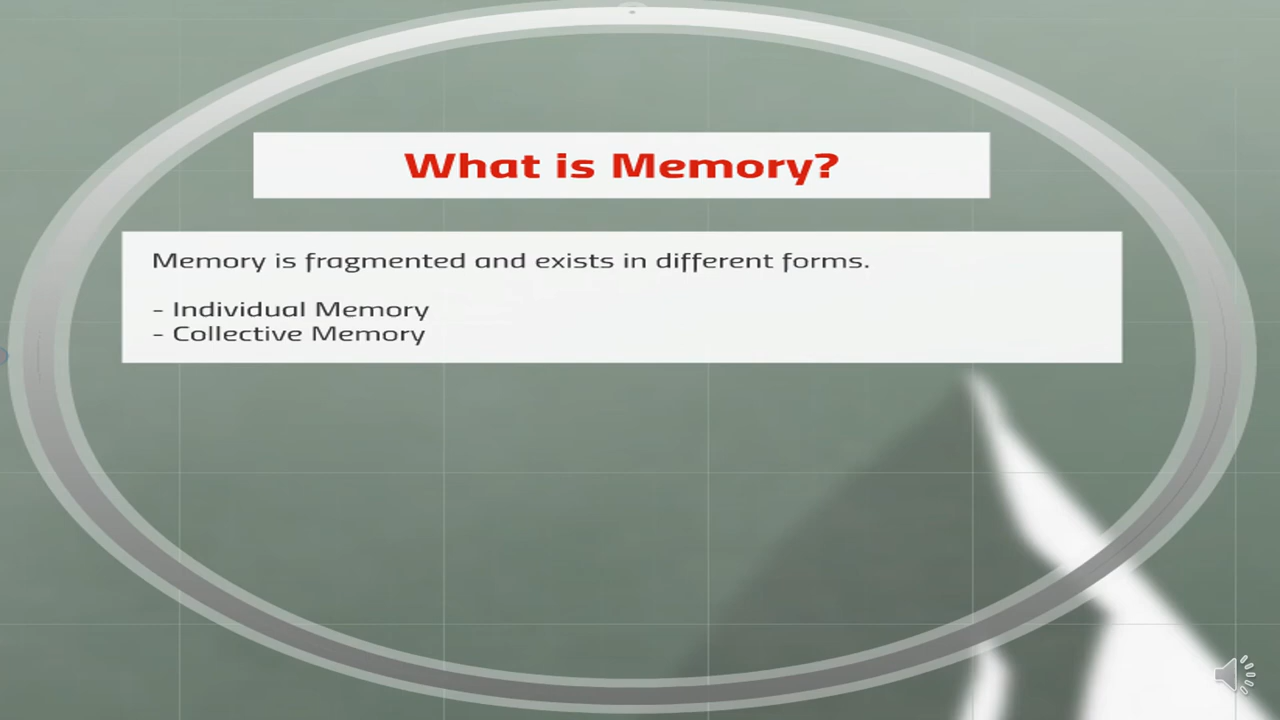 What is Memory?
Memory is fragmented and exists in different forms.
- Individual Memory
- Collective Memory